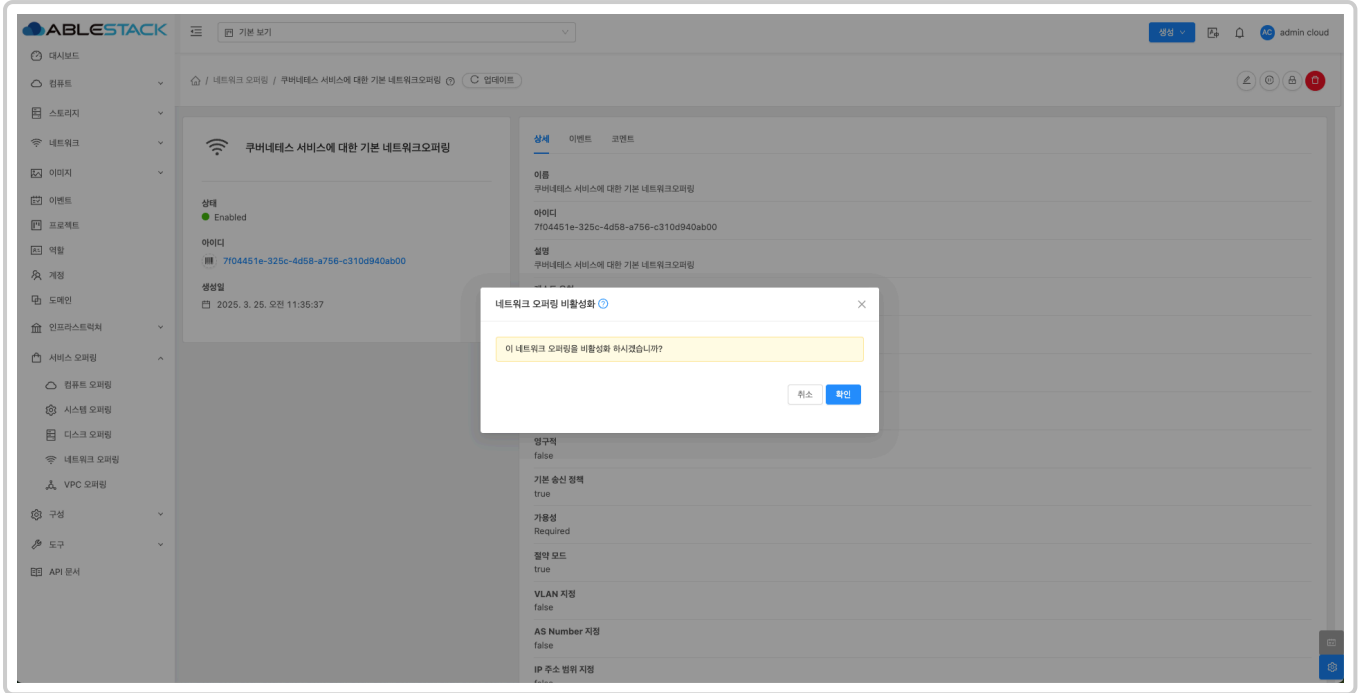 ABLESTACK
기본 보기
생성
AC
admin cloud
대시보드
컴퓨트
스토리지
네트워크
이미지
이벤트
프로젝트
역할
계정
도메인
인프라스트럭쳐
서비스 오퍼링
컴퓨트 오퍼링
시스템 오퍼링
디스크 오퍼링
네트워크 오퍼링
VPC 오퍼링
구성
도구
API 문서
/ 네트워크 오퍼링 / 쿠버네티스 서비스에 대한 기본 네트워크오퍼링
업데이트
쿠버네티스 서비스에 대한 기본 네트워크오퍼링
상태
Enabled
아이디
7f04451e-325c-4d58-a756-c310d940ab00
생성일
2025. 3. 25. 오전 11:35:37
상세 이벤트 코멘트
이름
쿠버네티스 서비스에 대한 기본 네트워크오퍼링
아이디
7f04451e-325c-4d58-a756-c310d940ab00
설명
쿠버네티스 서비스에 대한 기본 네트워크오퍼링
네트워크 오퍼링 비활성화
이 네트워크 오퍼링을 비활성화 하시겠습니까?
취소
확인
영구적
false
기본 송신 정책
true
가용성
Required
절약 모드
true
VLAN 지정
false
AS Number 지정
false
IP 주소 범위 지정
false